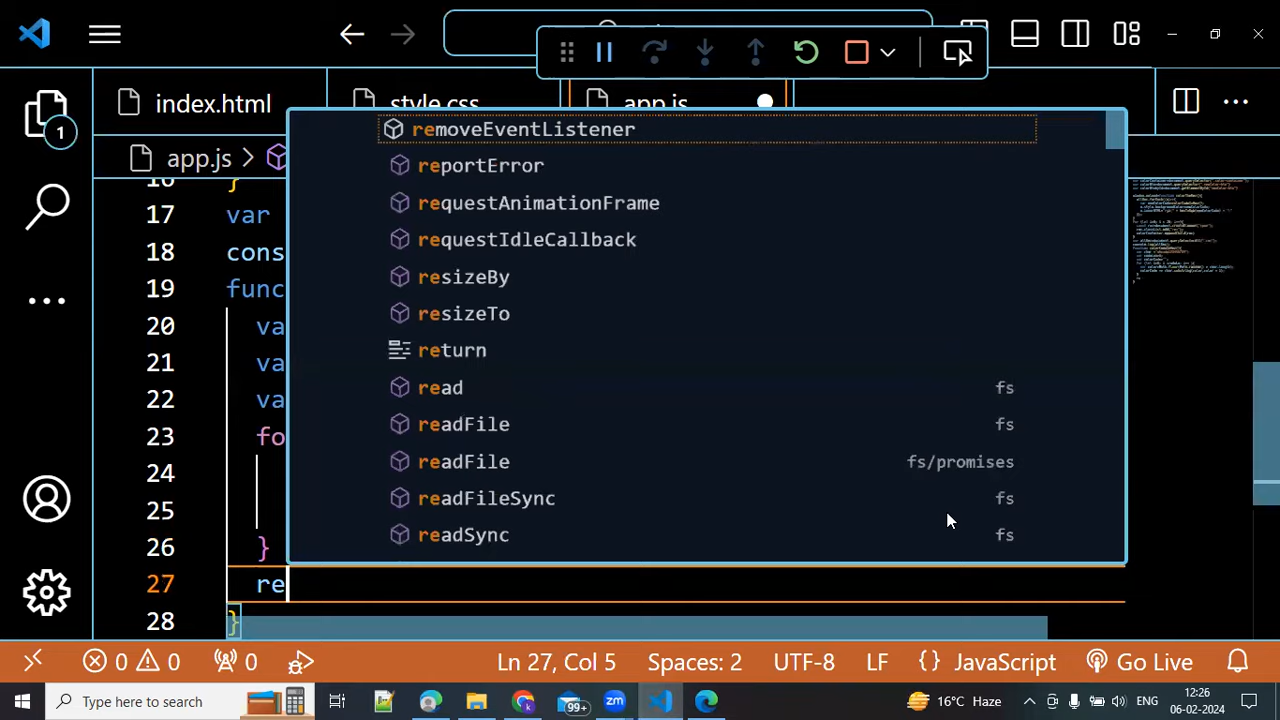 index.html
style.css
app.js
1
app.js
removeEventListener
reportError
requestAnimationFrame
requestIdleCallback
resizeBy
resizeTo
return
read fs
readFile fs
readFile fs/promises
readFileSync fs
readSync fs
16 }
17 var
18 cons
19 func
20 va
21 va
22 va
23 fo
24
25
26 }
27 re
28 }
0 0 0 Ln 27, Col 5 Spaces: 2 UTF-8 LF {} JavaScript Go Live
Type here to search 99+ zm 16°C Haze ENG 12:26
06-02-2024